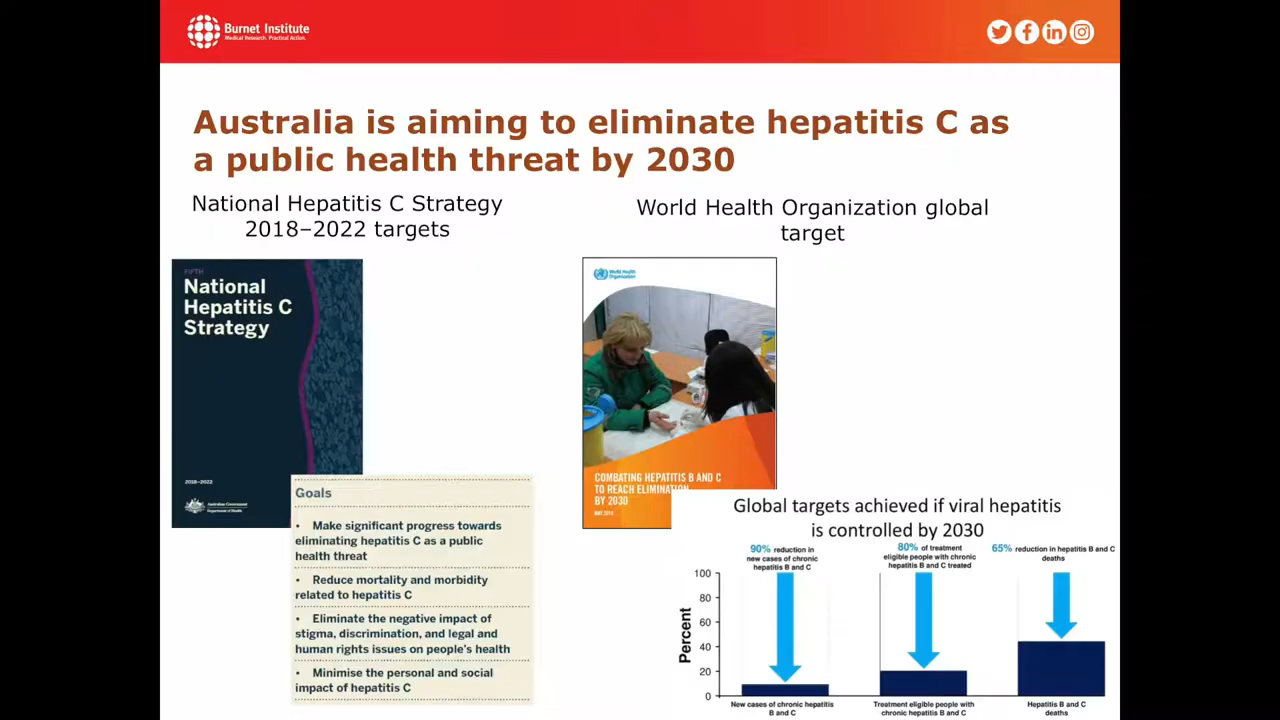 Burnet Institute
Medical Research. Practical Action.
Australia is aiming to eliminate hepatitis C as
a public health threat by 2030
National Hepatitis C Strategy
2018–2022 targets
World Health Organization global
target
FIFTH
National
Hepatitis C
Strategy
2018–2022
Australian Government
Department of Health
Goals
• Make significant progress towards
eliminating hepatitis C as a public
health threat
• Reduce mortality and morbidity
related to hepatitis C
• Eliminate the negative impact of
stigma, discrimination, and legal and
human rights issues on people's health
• Minimise the personal and social
impact of hepatitis C
World Health
Organization
COMBATING HEPATITIS B AND C
TO REACH ELIMINATION
BY 2030
MAY 2016
Global targets achieved if viral hepatitis
is controlled by 2030
90% reduction in
new cases of chronic
hepatitis B and C
80% of treatment
eligible people with chronic
hepatitis B and C treated
65% reduction in hepatitis B and C
deaths
Percent
100
80
60
40
20
0
New cases of chronic hepatitis
B and C
Treatment eligible people with
chronic hepatitis B and C
Hepatitis B and C
deaths